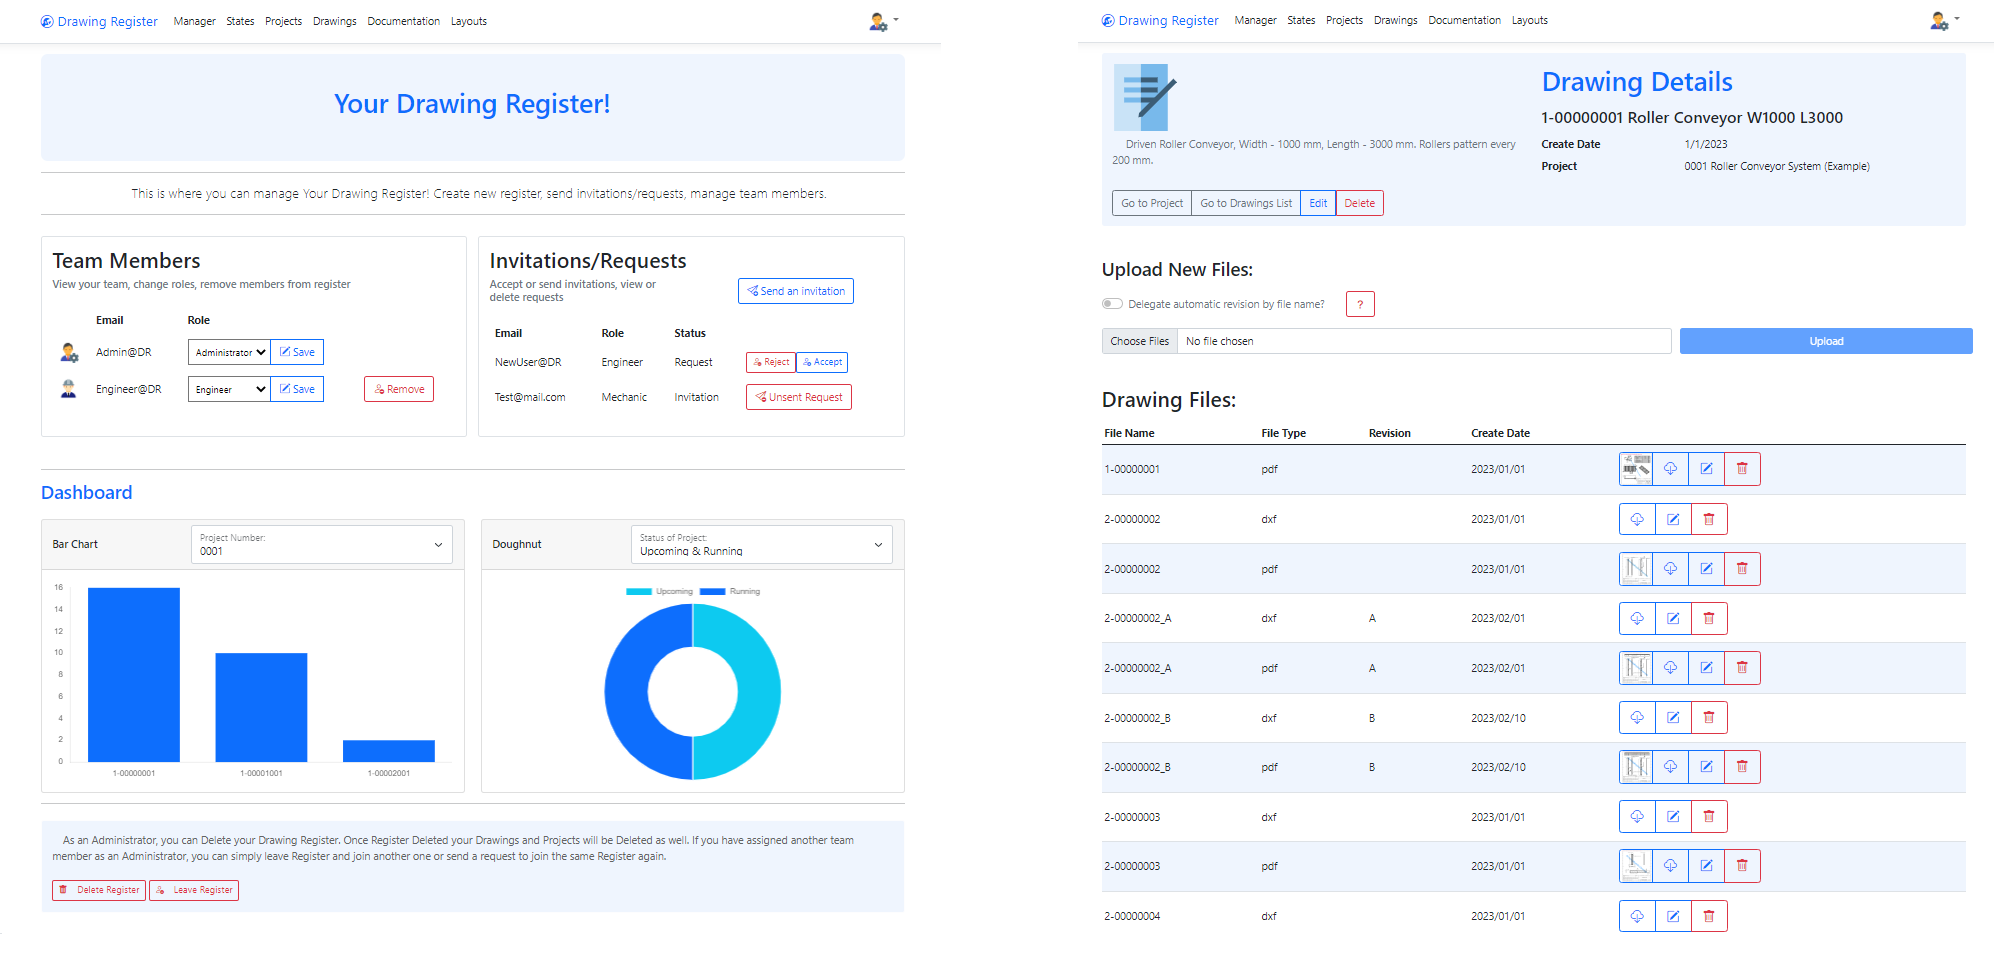 Drawing Register Manager States Projects Drawings Documentation Layouts
Your Drawing Register!
This is where you can manage Your Drawing Register! Create new register, send invitations/requests, manage team members.
Team Members
View your team, change roles, remove members from register
Email Role
Admin@DR Administrator Save
Engineer@DR Engineer Save Remove
Invitations/Requests
Accept or send invitations, view or
delete requests
Send an invitation
Email Role Status
NewUser@DR Engineer Request Reject Accept
Test@mail.com Mechanic Invitation Unsent Request
Dashboard
Bar Chart
Project Number:
0001
16
14
12
10
8
6
4
2
0
1-00000001 1-00001001 1-00002001
Doughnut
Status of Project:
Upcoming & Running
Upcoming Running
As an Administrator, you can Delete your Drawing Register. Once Register Deleted your Drawings and Projects will be Deleted as well. If you have assigned another team
member as an Administrator, you can simply leave Register and join another one or send a request to join the same Register again.
Delete Register Leave Register
Drawing Register Manager States Projects Drawings Documentation Layouts
Driven Roller Conveyor, Width - 1000 mm, Length - 3000 mm. Rollers pattern every
200 mm.
Go to Project Go to Drawings List Edit Delete
Drawing Details
1-00000001 Roller Conveyor W1000 L3000
Create Date 1/1/2023
Project 0001 Roller Conveyor System (Example)
Upload New Files:
Delegate automatic revision by file name? ?
Choose Files No file chosen Upload
Drawing Files:
File Name File Type Revision Create Date
1-00000001 pdf 2023/01/01
2-00000002 dxf 2023/01/01
2-00000002 pdf 2023/01/01
2-00000002_A dxf A 2023/02/01
2-00000002_A pdf A 2023/02/01
2-00000002_B dxf B 2023/02/10
2-00000002_B pdf B 2023/02/10
2-00000003 dxf 2023/01/01
2-00000003 pdf 2023/01/01
2-00000004 dxf 2023/01/01